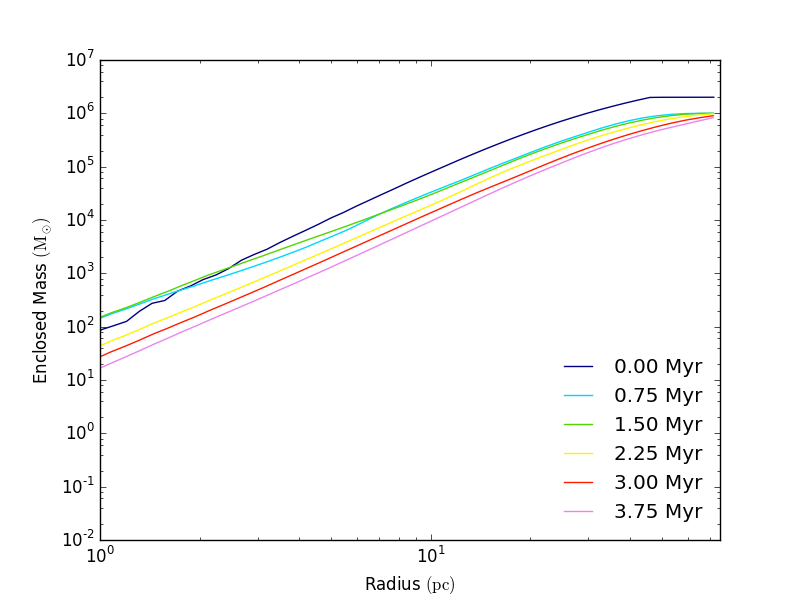 10^7
10^6
10^5
10^4
10^3
10^2
10^1
10^0
10^-1
10^-2
Enclosed Mass (M☉)
0.00 Myr
0.75 Myr
1.50 Myr
2.25 Myr
3.00 Myr
3.75 Myr
10^0 10^1
Radius (pc)